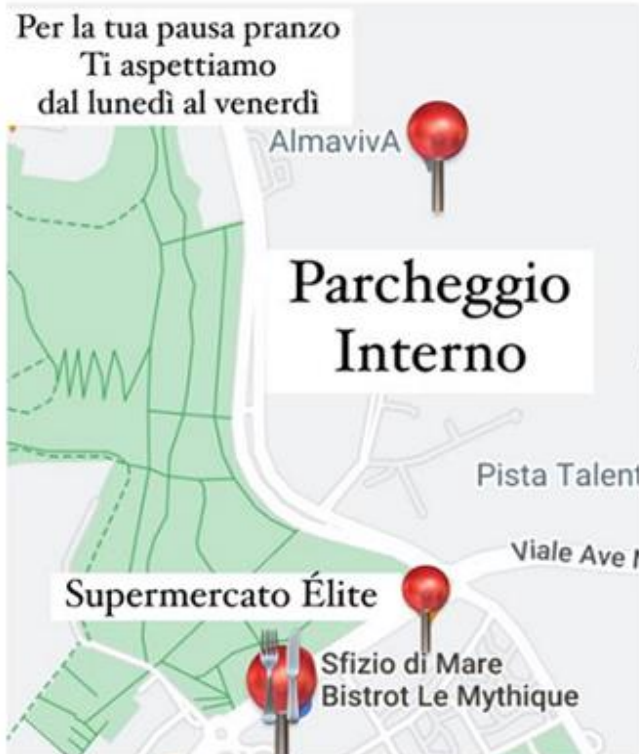 Per la tua pausa pranzo
Ti aspettiamo
dal lunedì al venerdì
AlmavivA
Parcheggio
Interno
Pista Talent
Viale Ave
Supermercato Élite
Sfizio di Mare
Bistrot Le Mythique